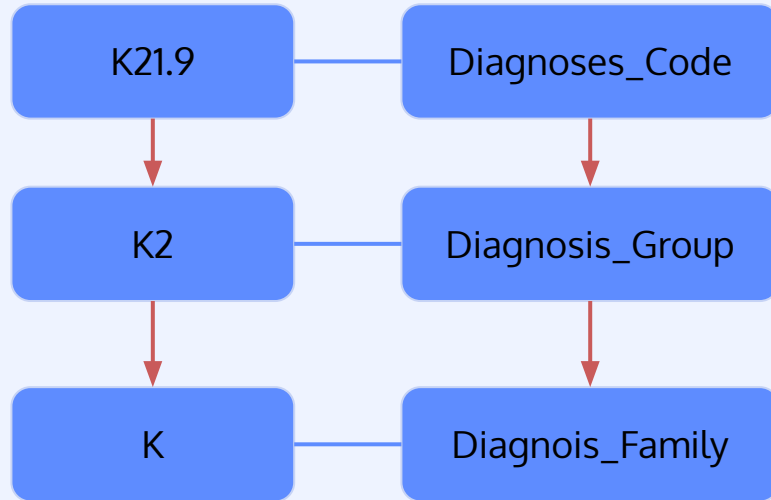 K21.9
Diagnoses_Code
K2
Diagnosis_Group
K
Diagnois_Family